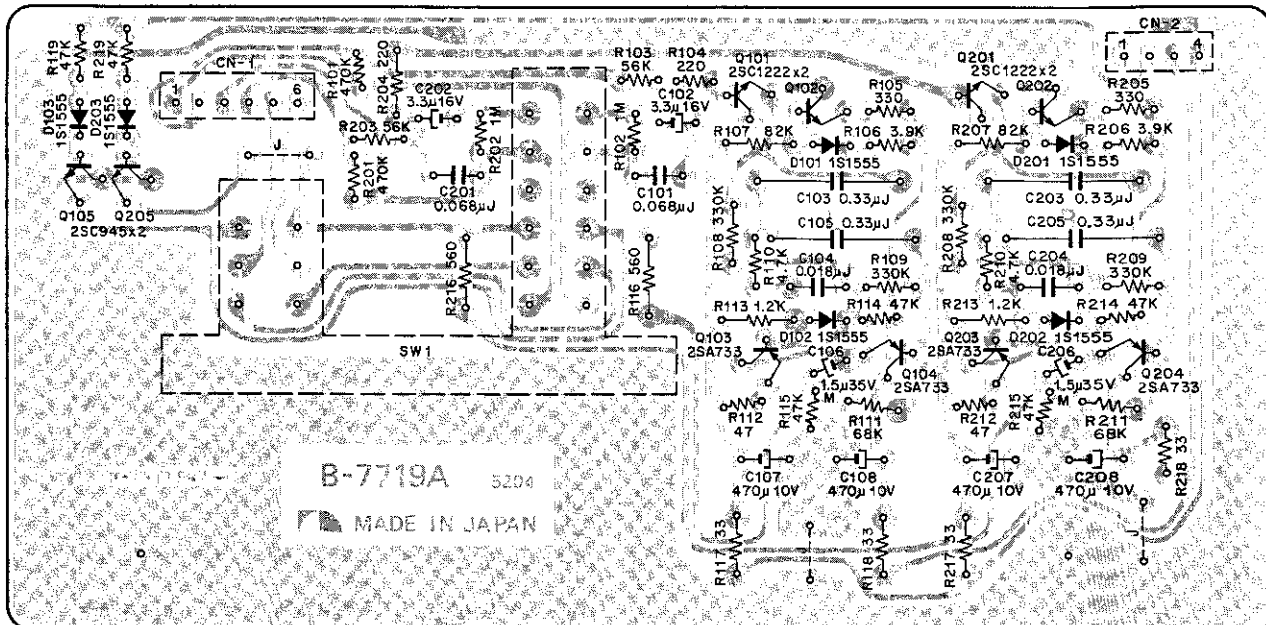 R119
47K
R219
47K
CN-1
1
6
D103
1S1555
D203
1S1555
Q105
Q205
2SC945x2
J
R101
470K
R204 220
C202
3.3μ16V
R203 56K
R201
470K
R202 1M
C201
0.068μJ
R216 560
R103
56K
R104
220
C102
3.3μ16V
R102 1M
C101
0.068μJ
R116 560
Q101
2SC1222x2
Q102
R105
330
R107 82K
R106 3.9K
D101 1S1555
C103 0.33μJ
R108 330K
C105 0.33μJ
R110
4.7K
C104
0.018μJ
R109
330K
R113 1.2K
R114 47K
Q103
2SA733
D102 1S1555
C106
1.5μ35V
M
Q104
2SA733
R112
47
R115
47K
R111
68K
C107
470μ10V
C108
470μ10V
R117 33
J
R118 33
CN-2
1
4
Q201
2SC1222x2
Q202
R205
330
R207 82K
R206 3.9K
D201 1S1555
C203 0.33μJ
R208 330K
C205 0.33μJ
R210
4.7K
C204
0.018μJ
R209
330K
R213 1.2K
R214 47K
Q203
2SA733
D202 1S1555
C206
1.5μ35V
M
Q204
2SA733
R212
47
R215
47K
R211
68K
R218 33
C207
470μ10V
C208
470μ10V
R217 33
J
SW1
B-7719A 5204
MADE IN JAPAN